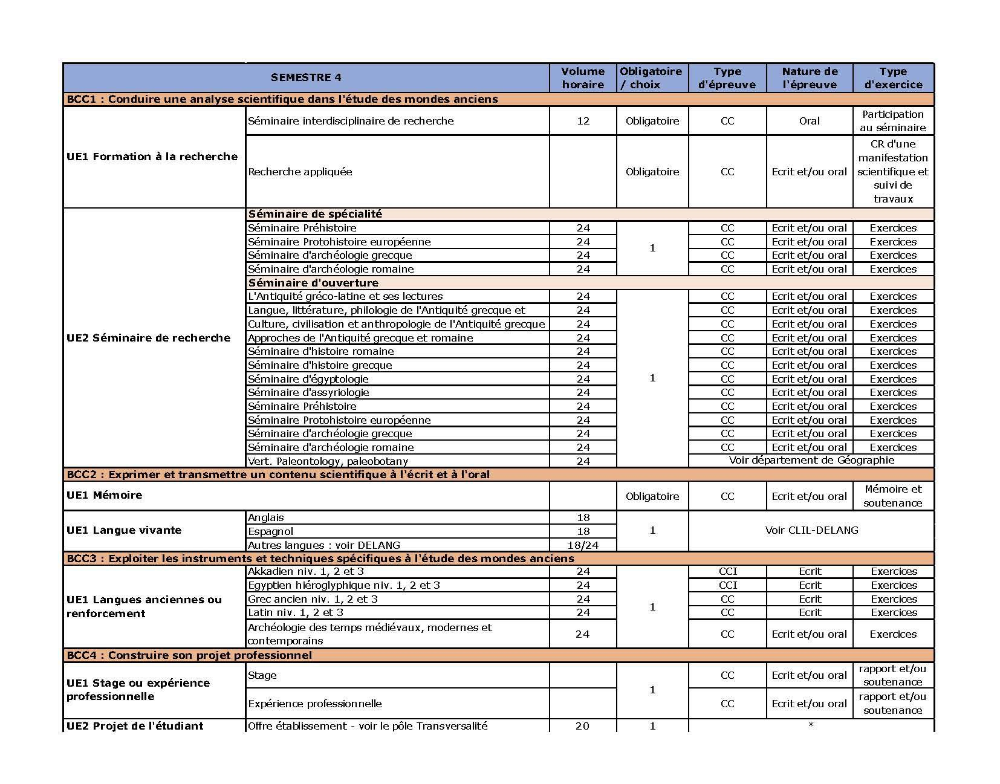 SEMESTRE 4 Volume horaire Obligatoire / choix Type d'épreuve Nature de l'épreuve Type d'exercice
BCC1 : Conduire une analyse scientifique dans l'étude des mondes anciens
UE1 Formation à la recherche
Séminaire interdisciplinaire de recherche 12 Obligatoire CC Oral Participation au séminaire
Recherche appliquée Obligatoire CC Ecrit et/ou oral CR d'une manifestation scientifique et suivi de travaux
UE2 Séminaire de recherche
Séminaire de spécialité
1
Séminaire Préhistoire 24 CC Ecrit et/ou oral Exercices
Séminaire Protohistoire européenne 24 CC Ecrit et/ou oral Exercices
Séminaire d'archéologie grecque 24 CC Ecrit et/ou oral Exercices
Séminaire d'archéologie romaine 24 CC Ecrit et/ou oral Exercices
Séminaire d'ouverture
1
L'Antiquité gréco-latine et ses lectures 24 CC Ecrit et/ou oral Exercices
Langue, littérature, philologie de l'Antiquité grecque et 24 CC Ecrit et/ou oral Exercices
Culture, civilisation et anthropologie de l'Antiquité grecque 24 CC Ecrit et/ou oral Exercices
Approches de l'Antiquité grecque et romaine 24 CC Ecrit et/ou oral Exercices
Séminaire d'histoire romaine 24 CC Ecrit et/ou oral Exercices
Séminaire d'histoire grecque 24 CC Ecrit et/ou oral Exercices
Séminaire d'égyptologie 24 CC Ecrit et/ou oral Exercices
Séminaire d'assyriologie 24 CC Ecrit et/ou oral Exercices
Séminaire Préhistoire 24 CC Ecrit et/ou oral Exercices
Séminaire Protohistoire européenne 24 CC Ecrit et/ou oral Exercices
Séminaire d'archéologie grecque 24 CC Ecrit et/ou oral Exercices
Séminaire d'archéologie romaine 24 CC Ecrit et/ou oral Exercices
Vert. Paleontology, paleobotany 24 Voir département de Géographie
BCC2 : Exprimer et transmettre un contenu scientifique à l'écrit et à l'oral
UE1 Mémoire Obligatoire CC Ecrit et/ou oral Mémoire et soutenance
UE1 Langue vivante
Anglais 18
Espagnol 18 1 Voir CLIL-DELANG
Autres langues : voir DELANG 18/24
BCC3 : Exploiter les instruments et techniques spécifiques à l'étude des mondes anciens
UE1 Langues anciennes ou renforcement
1
Akkadien niv. 1, 2 et 3 24 CCI Ecrit Exercices
Egyptien hiéroglyphique niv. 1, 2 et 3 24 CCI Ecrit Exercices
Grec ancien niv. 1, 2 et 3 24 CC Ecrit Exercices
Latin niv. 1, 2 et 3 24 CC Ecrit Exercices
Archéologie des temps médiévaux, modernes et contemporains 24 CC Ecrit et/ou oral Exercices
BCC4 : Construire son projet professionnel
UE1 Stage ou expérience professionnelle
1
Stage CC Ecrit et/ou oral rapport et/ou soutenance
Expérience professionnelle CC Ecrit et/ou oral rapport et/ou soutenance
UE2 Projet de l'étudiant Offre établissement - voir le pôle Transversalité 20 1 *